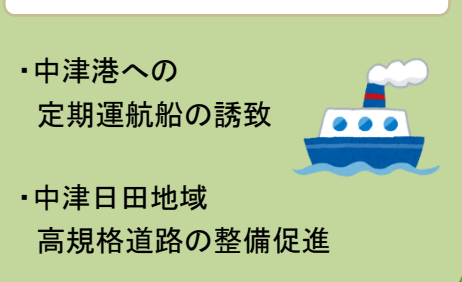 ・中津港への
定期運航船の誘致
・中津日田地域
高規格道路の整備促進